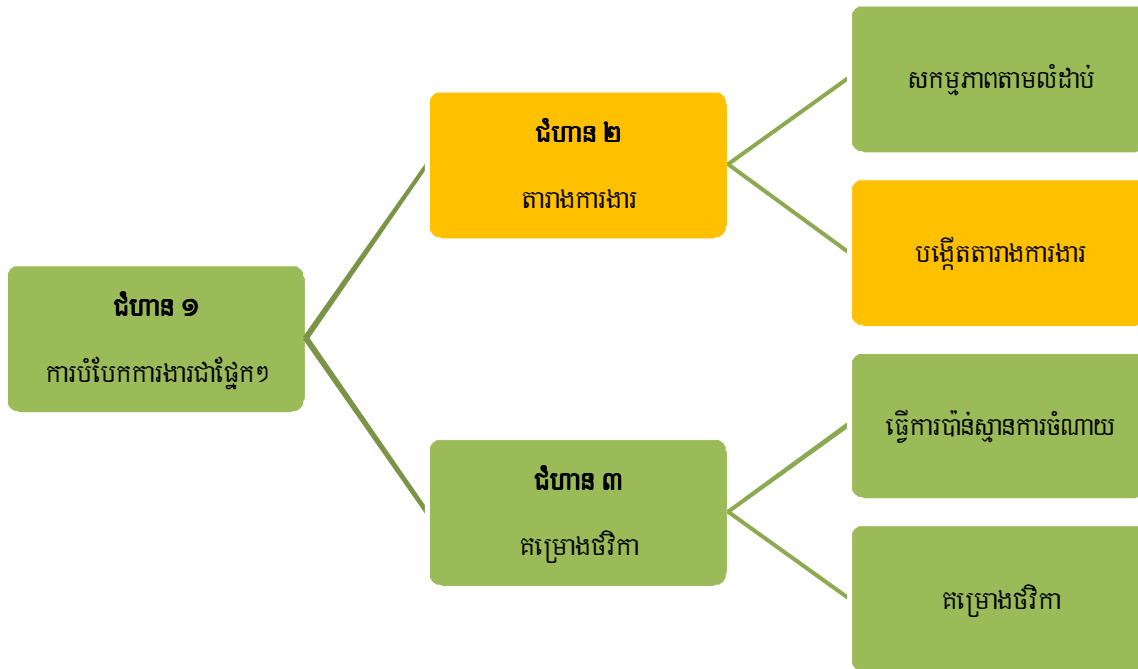 ជំហាន ១
ការបំបែកការងារជាផ្នែកៗ
ជំហាន ២
តារាងការងារ
សកម្មភាពតាមលំដាប់
បង្កើតតារាងការងារ
ជំហាន ៣
គម្រោងថវិកា
ធ្វើការប៉ាន់ស្មានការចំណាយ
គម្រោងថវិកា